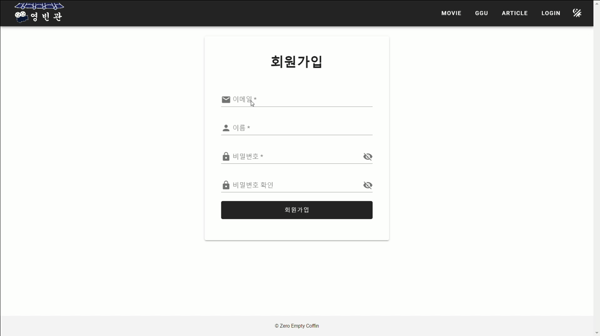 영빈관
MOVIE GGU ARTICLE LOGIN
회원가입
이메일 *
이름 *
비밀번호 *
비밀번호 확인
회원가입
© Zero Empty Coffin